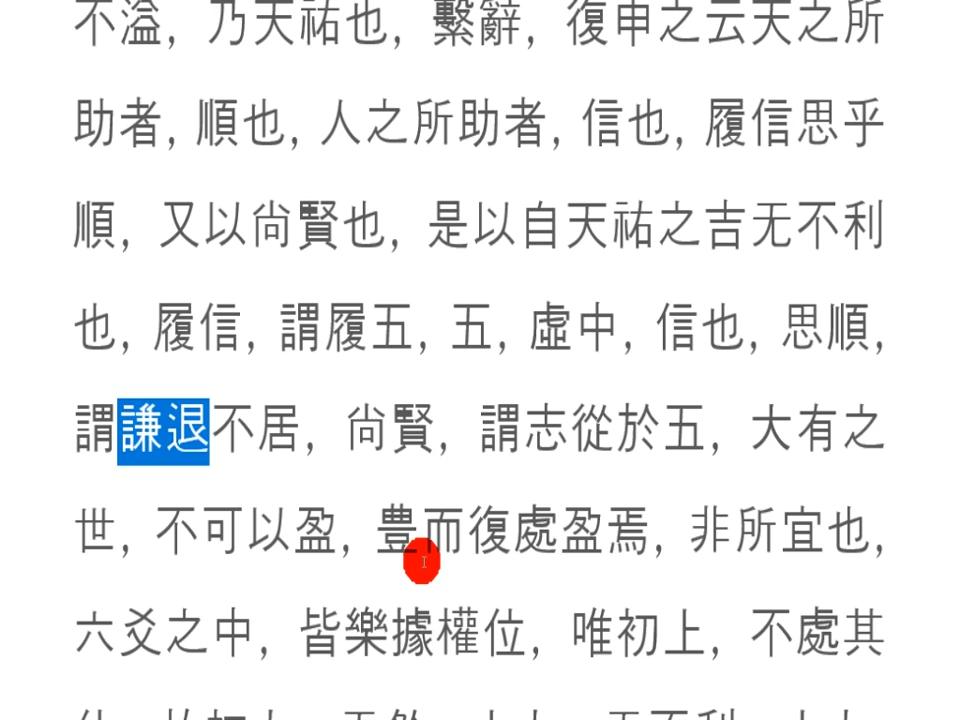 不溢, 乃天祐也, 繫辭, 復申之云天之所
助者, 順也, 人之所助者, 信也, 履信思乎
順, 又以尙賢也, 是以自天祐之吉无不利
也, 履信, 謂履五, 五, 虛中, 信也, 思順,
謂謙退不居, 尙賢, 謂志從於五, 大有之
世, 不可以盈, 豊而復處盈焉, 非所宜也,
六爻之中, 皆樂據權位, 唯初上, 不處其